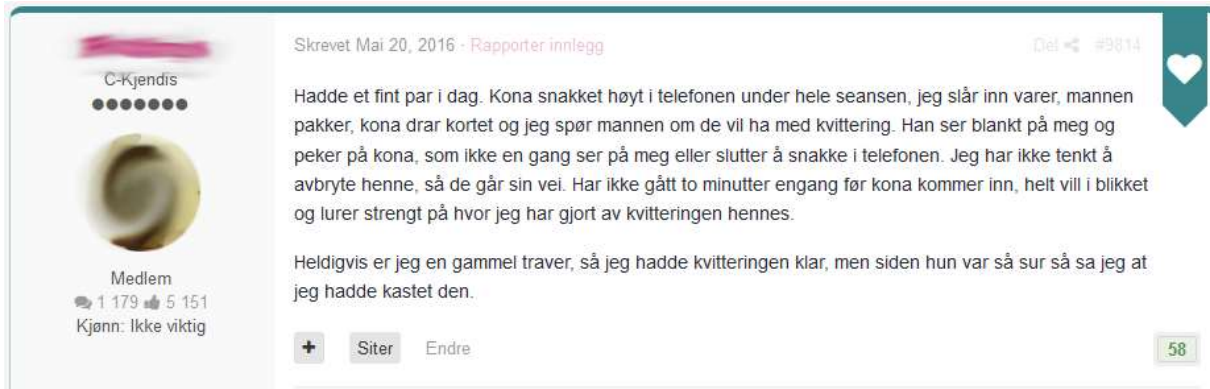 C-Kjendis
Medlem
1 179 5 151
Kjønn: Ikke viktig
Skrevet Mai 20, 2016 · Rapporter innlegg
Del #9814
Hadde et fint par i dag. Kona snakket høyt i telefonen under hele seansen, jeg slår inn varer, mannen
pakker, kona drar kortet og jeg spør mannen om de vil ha med kvittering. Han ser blankt på meg og
peker på kona, som ikke en gang ser på meg eller slutter å snakke i telefonen. Jeg har ikke tenkt å
avbryte henne, så de går sin vei. Har ikke gått to minutter engang før kona kommer inn, helt vill i blikket
og lurer strengt på hvor jeg har gjort av kvitteringen hennes.
Heldigvis er jeg en gammel traver, så jeg hadde kvitteringen klar, men siden hun var så sur så sa jeg at
jeg hadde kastet den.
+ Siter Endre
58